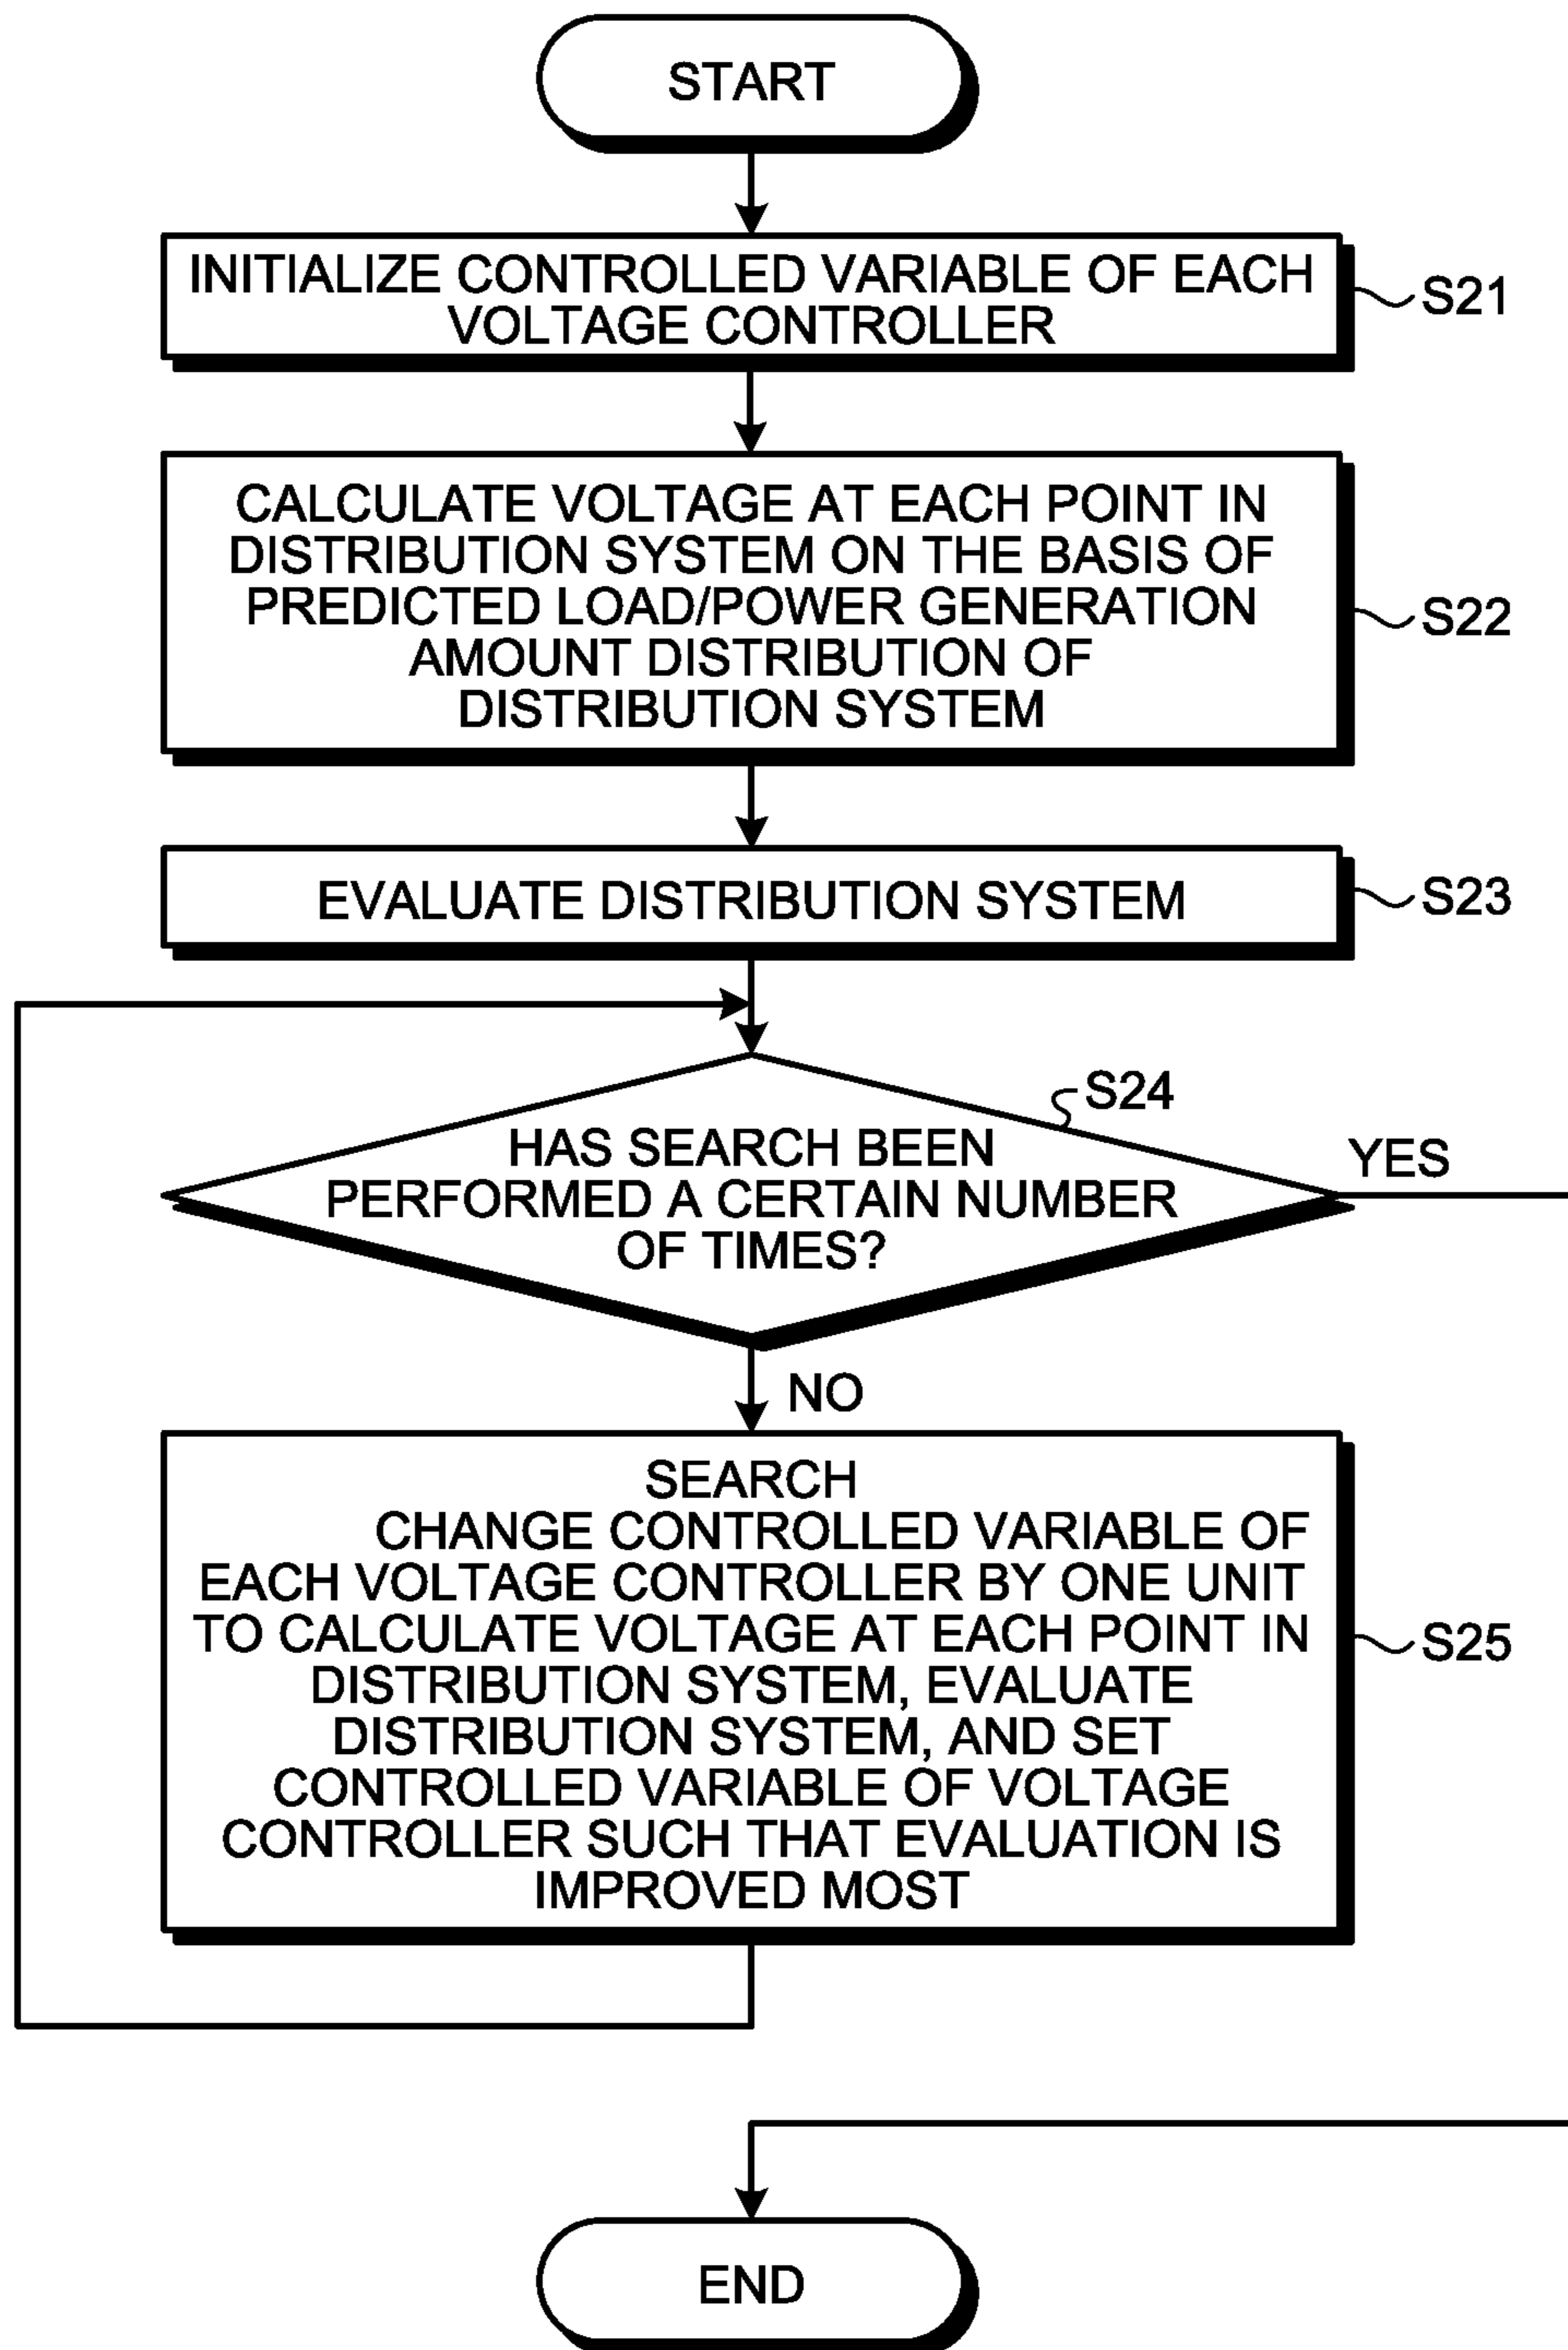 START
INITIALIZE CONTROLLED VARIABLE OF EACH
VOLTAGE CONTROLLER
S21
CALCULATE VOLTAGE AT EACH POINT IN
DISTRIBUTION SYSTEM ON THE BASIS OF
PREDICTED LOAD/POWER GENERATION
AMOUNT DISTRIBUTION OF
DISTRIBUTION SYSTEM
S22
EVALUATE DISTRIBUTION SYSTEM
S23
S24
HAS SEARCH BEEN
PERFORMED A CERTAIN NUMBER
OF TIMES?
YES
NO
SEARCH
CHANGE CONTROLLED VARIABLE OF
EACH VOLTAGE CONTROLLER BY ONE UNIT
TO CALCULATE VOLTAGE AT EACH POINT IN
DISTRIBUTION SYSTEM, EVALUATE
DISTRIBUTION SYSTEM, AND SET
CONTROLLED VARIABLE OF VOLTAGE
CONTROLLER SUCH THAT EVALUATION IS
IMPROVED MOST
S25
END